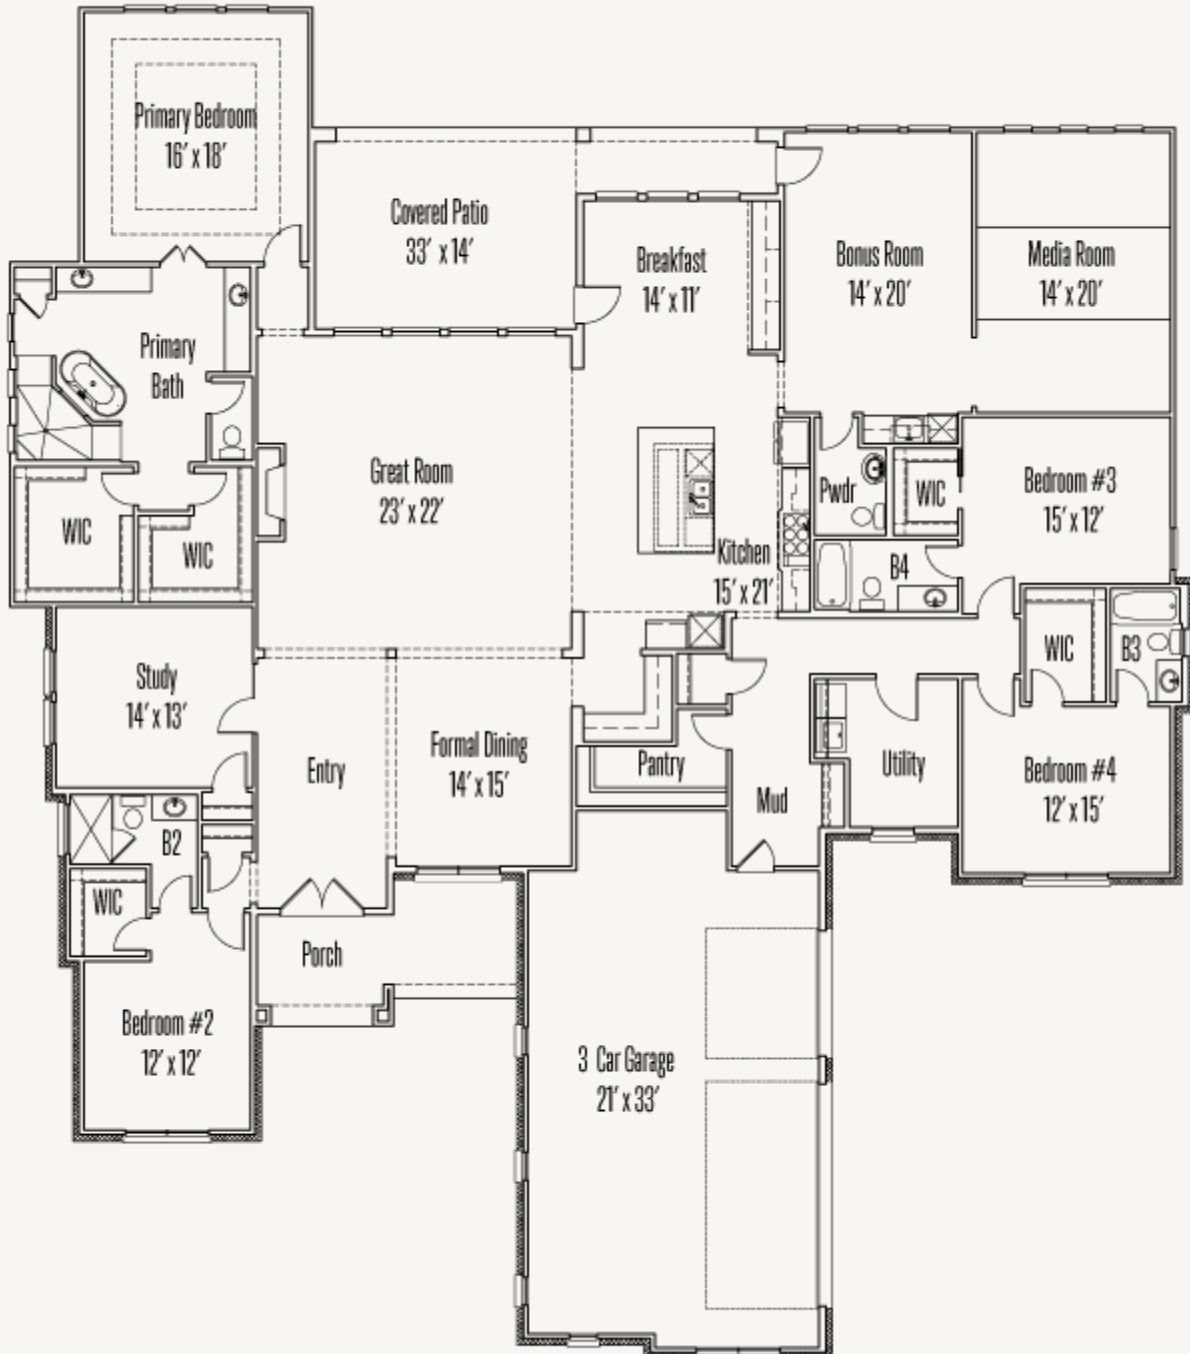 Primary Bedroom
16' x 18'
Covered Patio
33' x 14'
Breakfast
14' x 11'
Bonus Room
14' x 20'
Media Room
14' x 20'
Primary
Bath
Great Room
23' x 22'
WIC
WIC
Kitchen
15' x 21'
Pwdr
WIC
Bedroom #3
15' x 12'
B4
Study
14' x 13'
WIC
B3
Entry
Formal Dining
14' x 15'
Pantry
Mud
Utility
Bedroom #4
12' x 15'
B2
WIC
Porch
Bedroom #2
12' x 12'
3 Car Garage
21' x 33'